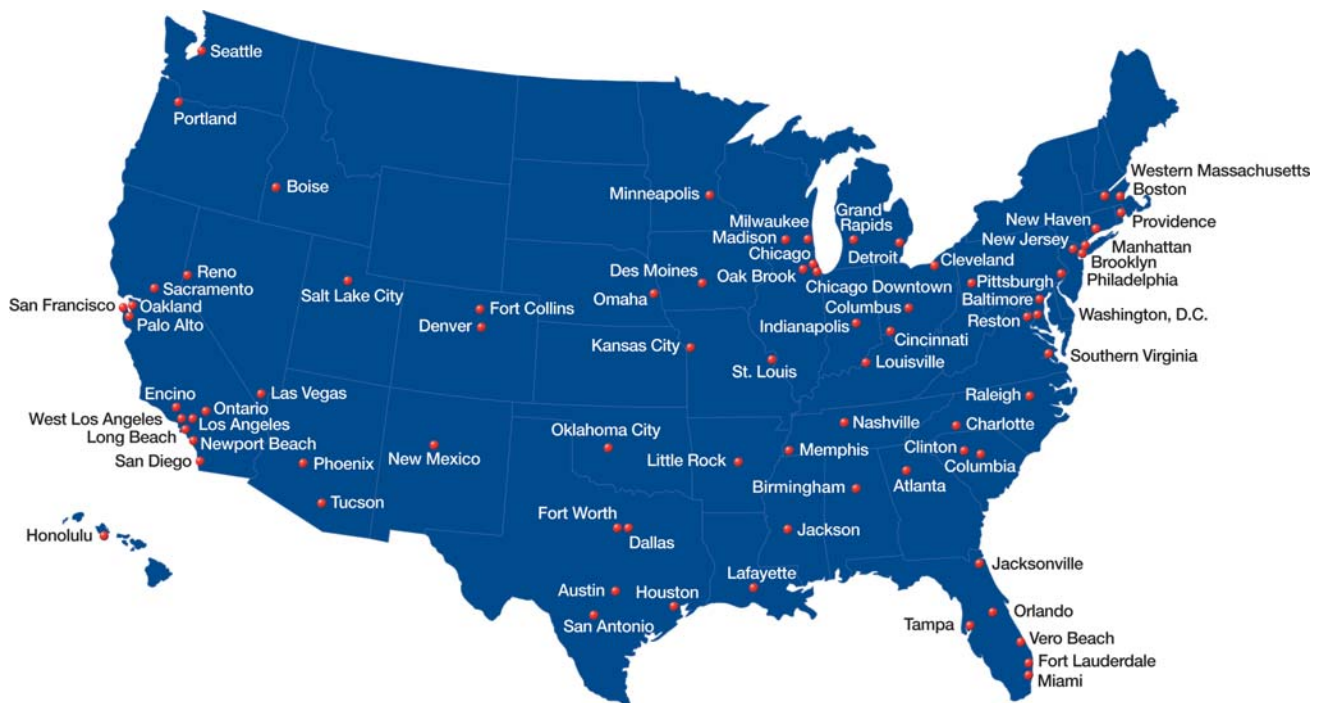 Seattle
Portland
Boise
Minneapolis
Western Massachusetts
Boston
Milwaukee
Grand
Rapids
Madison
Chicago
New Haven
Providence
New Jersey
Manhattan
Detroit
Cleveland
Brooklyn
Philadelphia
Reno
Sacramento
Salt Lake City
Des Moines
Oak Brook
Chicago Downtown
Pittsburgh
Omaha
Baltimore
San Francisco
Oakland
Palo Alto
Fort Collins
Denver
Columbus
Indianapolis
Reston
Washington, D.C.
Cincinnati
Kansas City
St. Louis
Louisville
Southern Virginia
Encino
Las Vegas
Ontario
Raleigh
West Los Angeles
Los Angeles
Long Beach
Newport Beach
San Diego
Phoenix
Tucson
New Mexico
Oklahoma City
Little Rock
Nashville
Memphis
Charlotte
Clinton
Columbia
Birmingham
Atlanta
Honolulu
Fort Worth
Dallas
Jackson
Jacksonville
Lafayette
Austin
Houston
San Antonio
Orlando
Tampa
Vero Beach
Fort Lauderdale
Miami